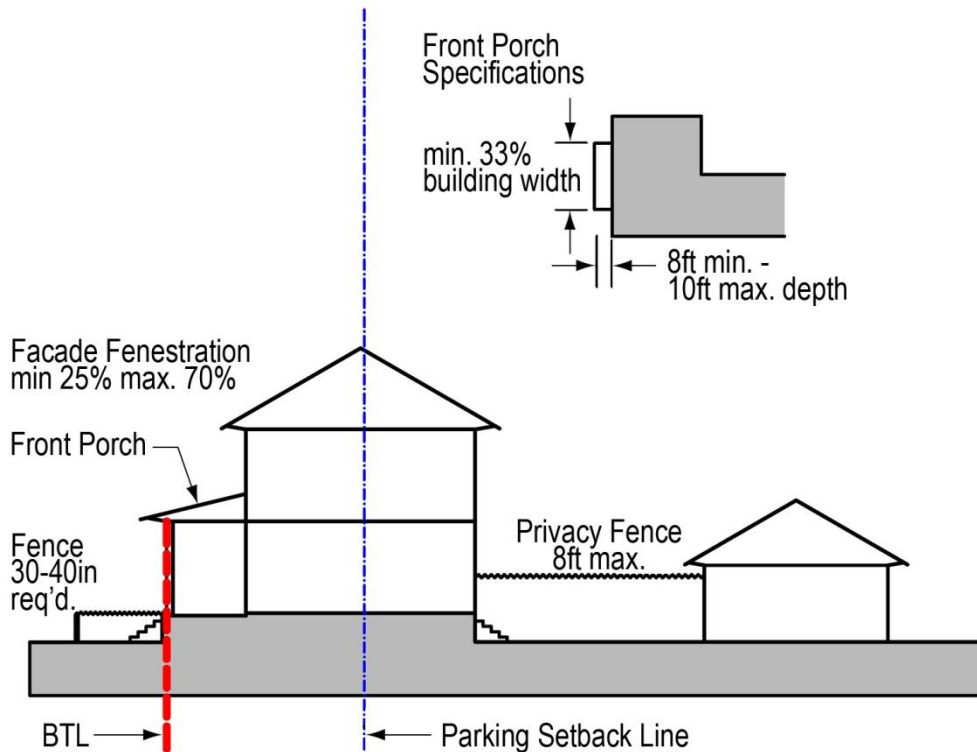 Front Porch
Specifications
min. 33%
building width
8ft min. -
10ft max. depth
Facade Fenestration
min 25% max. 70%
Front Porch
Fence
30-40in
req'd.
Privacy Fence
8ft max.
BTL
Parking Setback Line